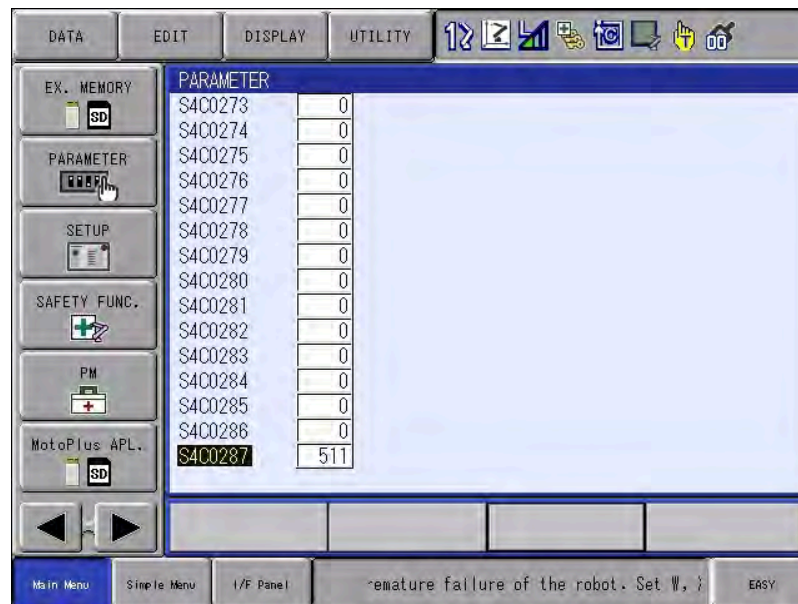 DATA
EDIT
DISPLAY
UTILITY
EX. MEMORY
SD
PARAMETER
SETUP
SAFETY FUNC.
PM
MotoPlus APL.
SD
PARAMETER
S4C0273 0
S4C0274 0
S4C0275 0
S4C0276 0
S4C0277 0
S4C0278 0
S4C0279 0
S4C0280 0
S4C0281 0
S4C0282 0
S4C0283 0
S4C0284 0
S4C0285 0
S4C0286 0
S4C0287 511
Main Menu
Simple Menu
I/F Panel
remature failure of the robot. Set W,
EASY